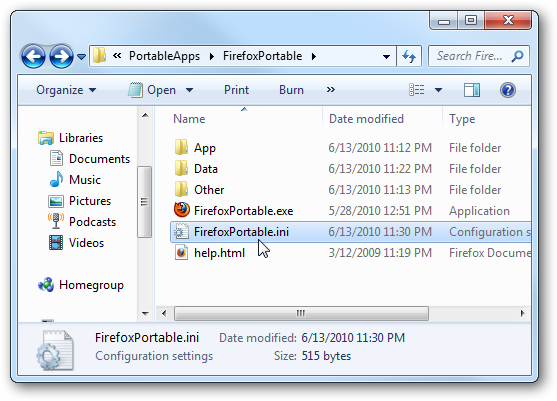 « PortableApps FirefoxPortable Search Fire...
Organize Open Print Burn »
Name Date modified Type
Libraries
Documents
Music
Pictures
Podcasts
Videos
Homegroup
App 6/13/2010 11:12 PM File folder
Data 6/13/2010 11:22 PM File folder
Other 6/13/2010 11:13 PM File folder
FirefoxPortable.exe 5/28/2010 12:51 PM Application
FirefoxPortable.ini 6/13/2010 11:30 PM Configuration s
help.html 3/12/2009 11:19 PM Firefox Docume
FirefoxPortable.ini Date modified: 6/13/2010 11:30 PM
Configuration settings Size: 515 bytes